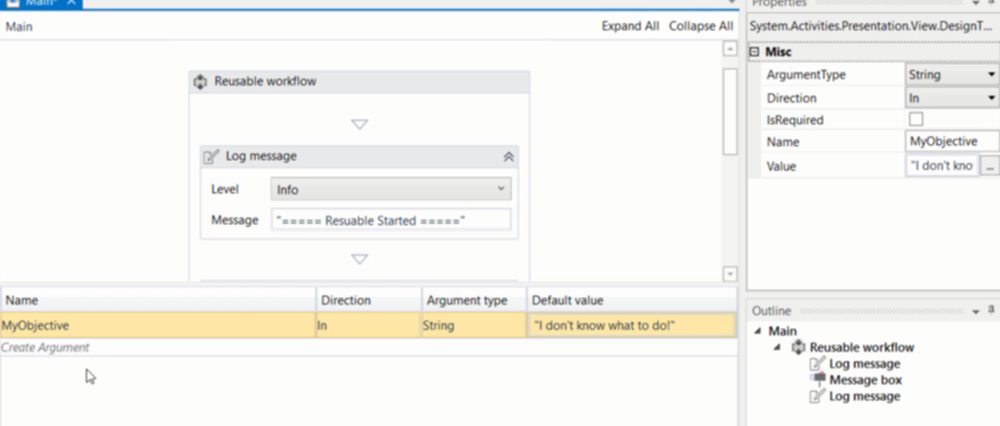 Main* X
Main
Expand All Collapse All
Reusable workflow
Log message
Level Info
Message "===== Resuable Started ====="
Name Direction Argument type Default value
MyObjective In String "I don't know what to do!"
Create Argument
Properties
System.Activities.Presentation.View.DesignT...
Misc
ArgumentType String
Direction In
IsRequired
Name MyObjective
Value "I don't kno ...
Outline
Main
Reusable workflow
Log message
Message box
Log message